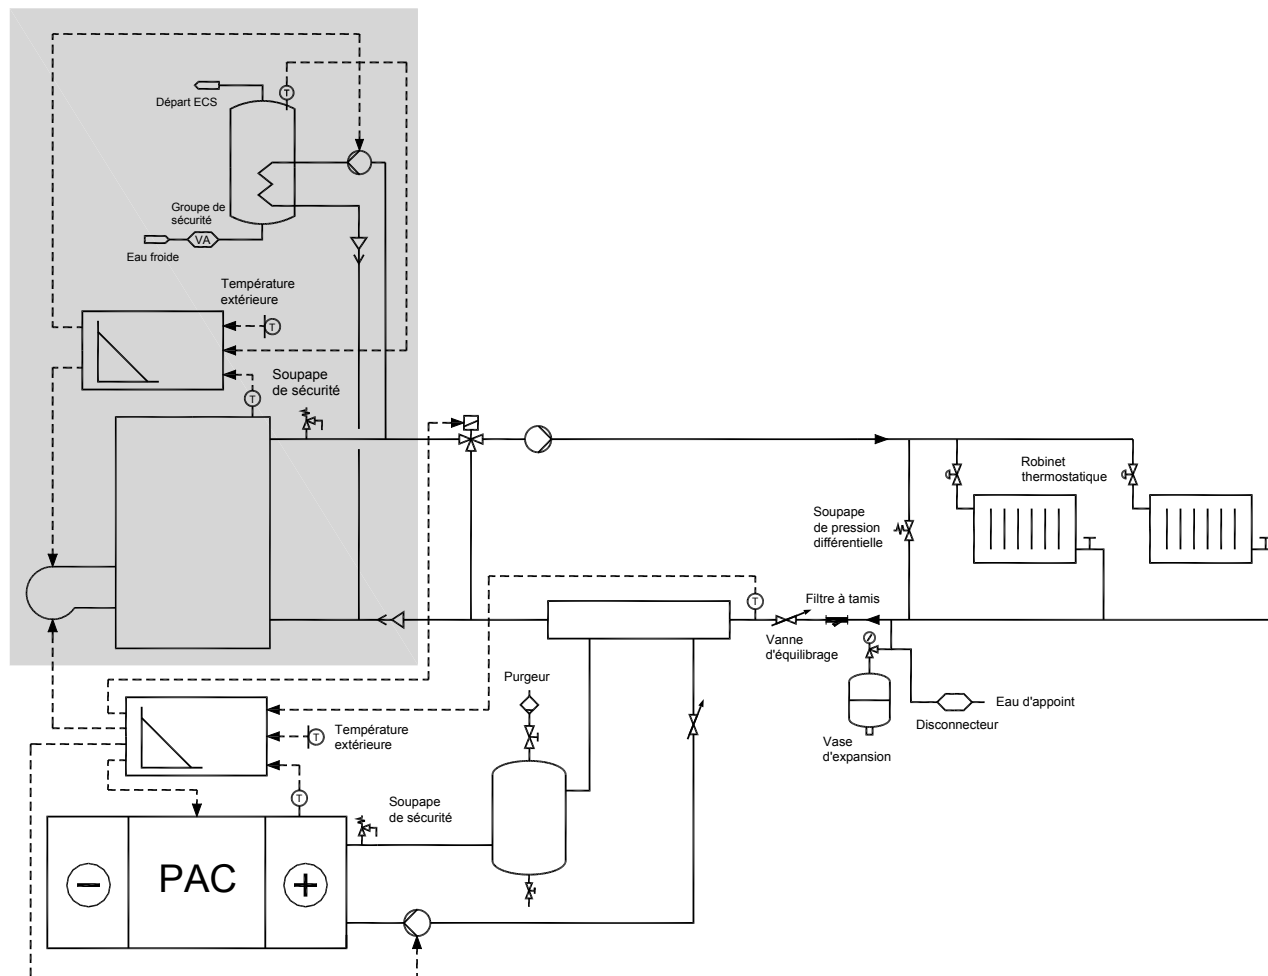 T
Départ ECS
Groupe de
sécurité
VA
Eau froide
Température
extérieure
T
Soupape
de sécurité
T
Robinet
thermostatique
Soupape
de pression
différentielle
T
Filtre à tamis
Vanne
d'équilibrage
Purgeur
Eau d'appoint
Disconnecteur
Température
extérieure
T
Vase
d'expansion
T
Soupape
de sécurité
PAC